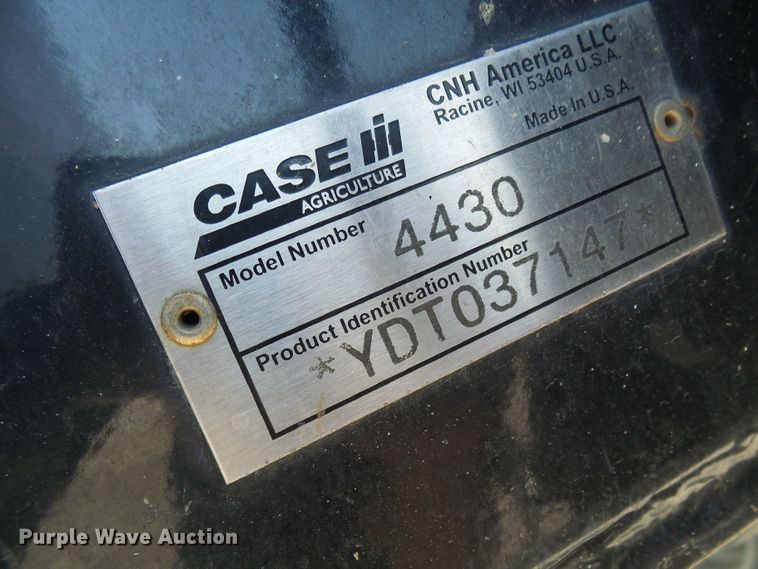 CASE IH
AGRICULTURE
CNH America LLC
Racine, WI 53404 U.S.A.
Made In U.S.A.
Model Number 4430
Product Identification Number
*YDT037147*
Purple Wave Auction®